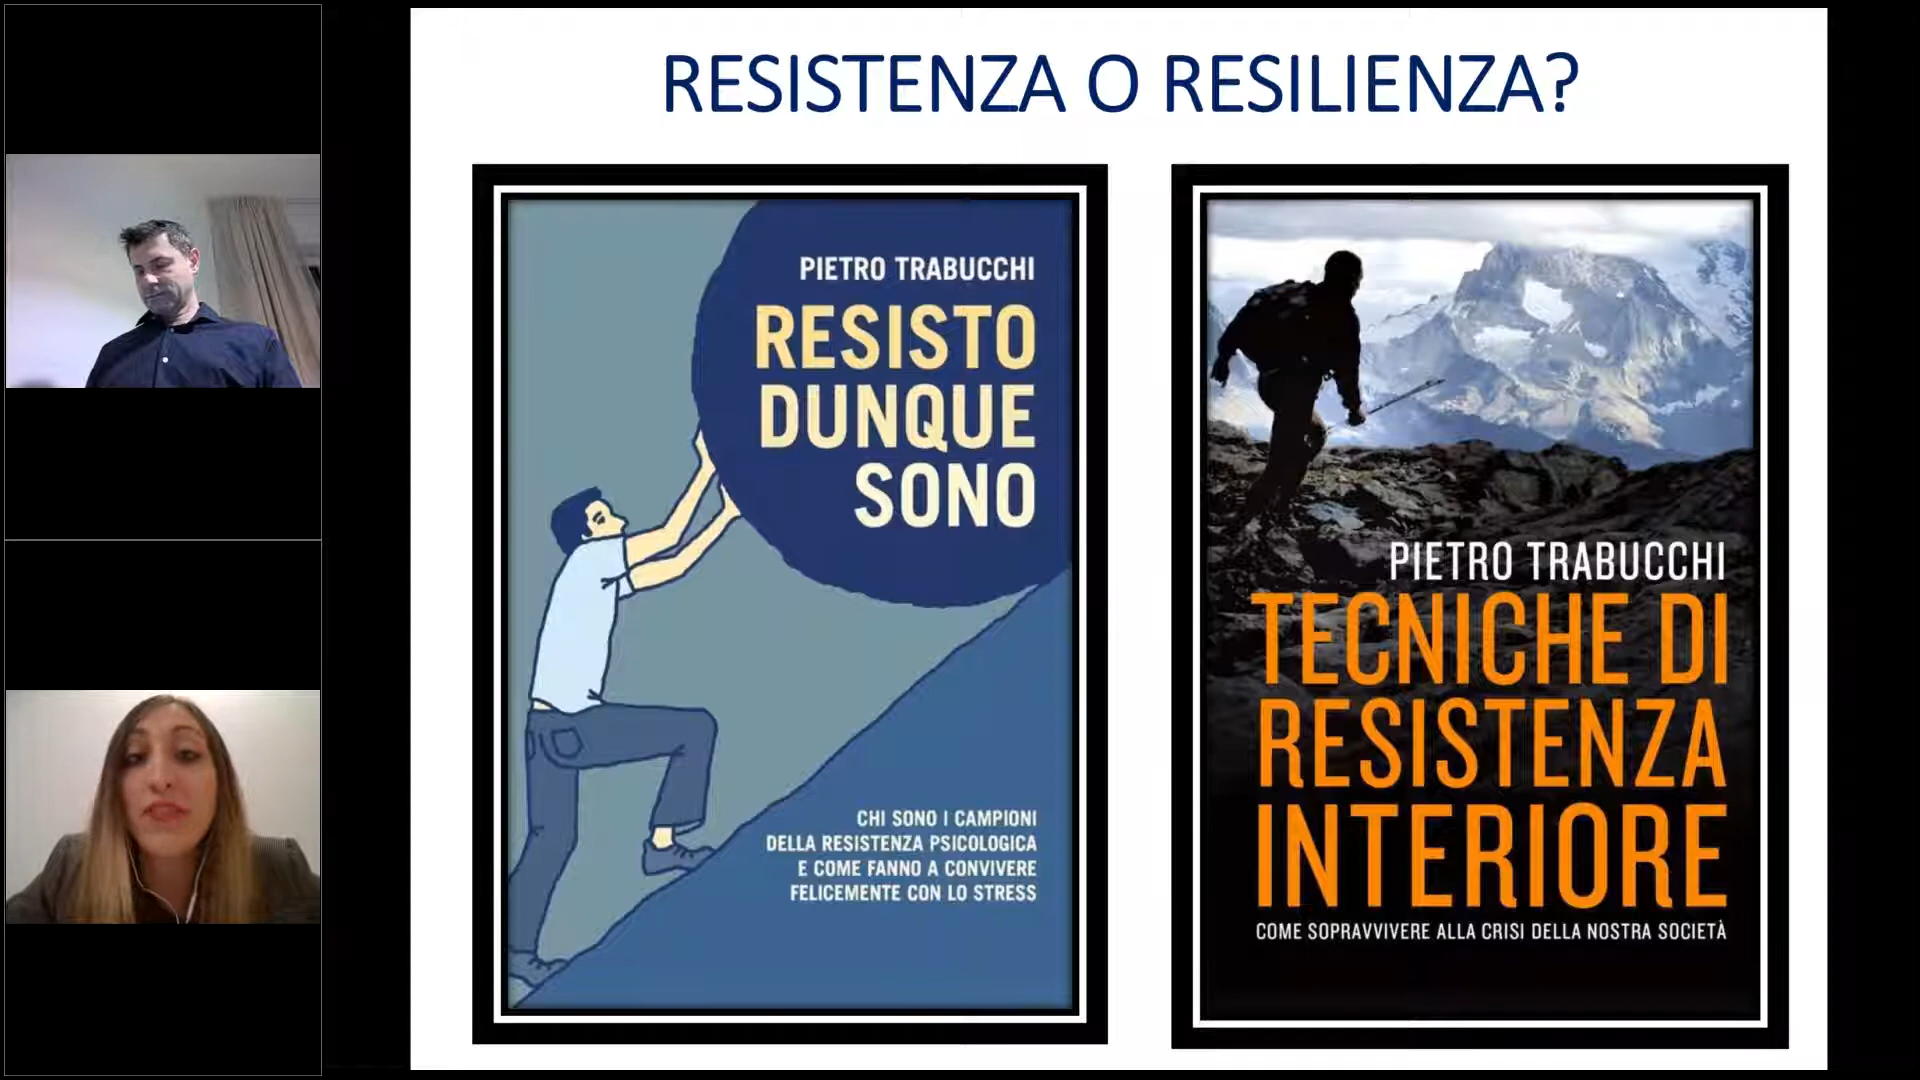 RESISTENZA O RESILIENZA?
PIETRO TRABUCCHI
RESISTO
DUNQUE
SONO
CHI SONO I CAMPIONI
DELLA RESISTENZA PSICOLOGICA
E COME FANNO A CONVIVERE
FELICEMENTE CON LO STRESS
PIETRO TRABUCCHI
TECNICHE DI
RESISTENZA
INTERIORE
COME SOPRAVVIVERE ALLA CRISI DELLA NOSTRA SOCIETÀ